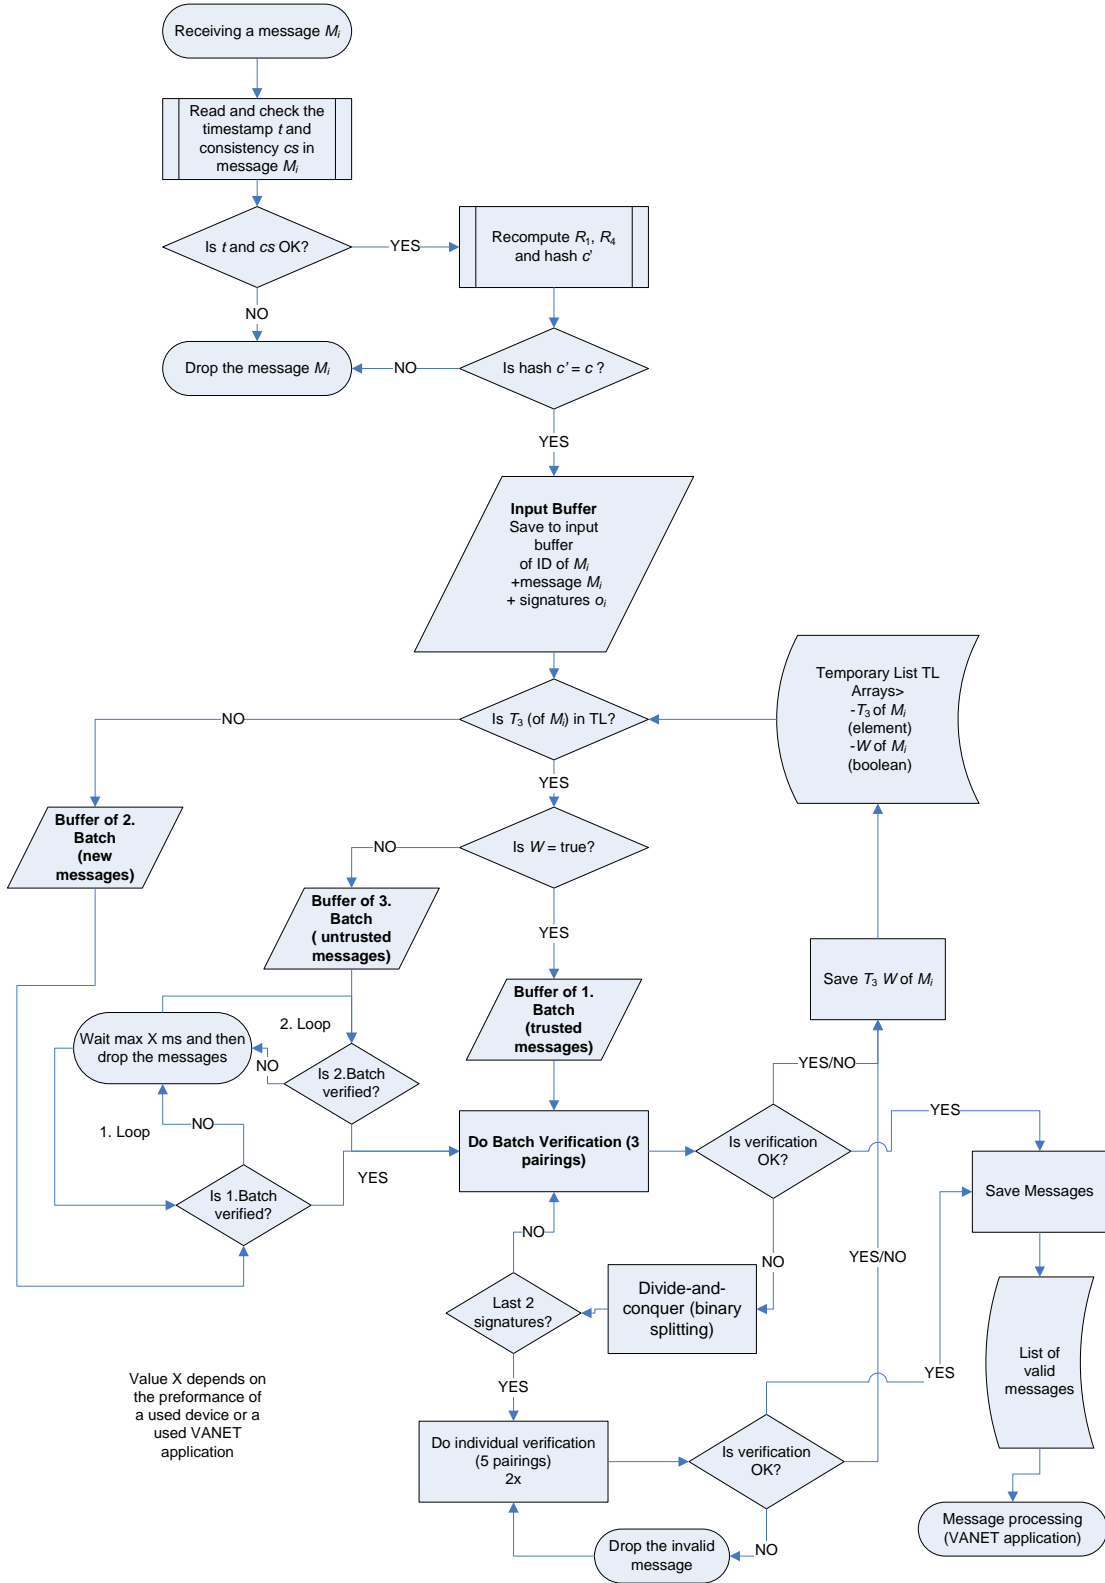 Receiving a message Mi
Read and check the
timestamp t and
consistency cs in
message Mi
Is t and cs OK?
YES
Recompute R1, R4
and hash c'
NO
Drop the message Mi
NO
Is hash c' = c ?
YES
Input Buffer
Save to input
buffer
of ID of Mi
+message Mi
+ signatures oi
Temporary List TL
Arrays>
-T3 of Mi
(element)
-W of Mi
(boolean)
NO
Is T3 (of Mi) in TL?
YES
Buffer of 2.
Batch
(new
messages)
NO
Is W = true?
Buffer of 3.
Batch
( untrusted
messages)
YES
Save T3 W of Mi
Buffer of 1.
Batch
(trusted
messages)
2. Loop
Wait max X ms and then
drop the messages
NO
Is 2.Batch
verified?
YES/NO
YES
1. Loop
NO
Do Batch Verification (3
pairings)
Is verification
OK?
YES
Is 1.Batch
verified?
Save Messages
NO
YES/NO
NO
Last 2
signatures?
Divide-and-
conquer (binary
splitting)
List of
valid
messages
YES
YES
Value X depends on
the preformance of
a used device or a
used VANET
application
Do individual verification
(5 pairings)
2x
Is verification
OK?
Message processing
(VANET application)
Drop the invalid
message
NO